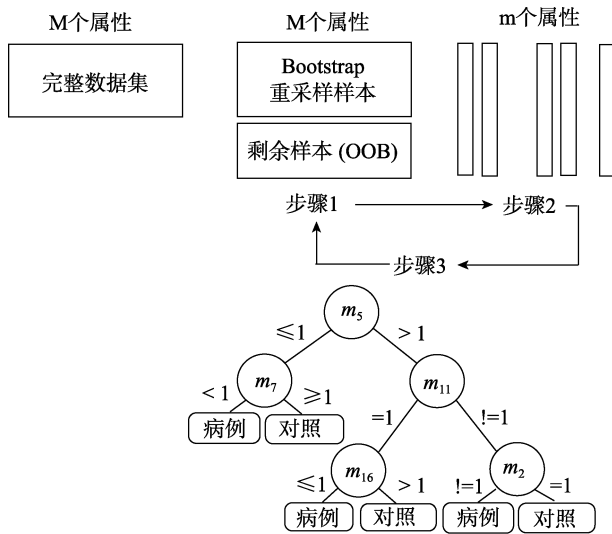 M个属性
M个属性
m个属性
完整数据集
Bootstrap
重采样样本
剩余样本 (OOB)
步骤1
步骤2
步骤3
m5
≤1
> 1
m7
m11
< 1
≥1
=1
!=1
病例
对照
m16
m2
≤1
> 1
!=1
=1
病例
对照
病例
对照